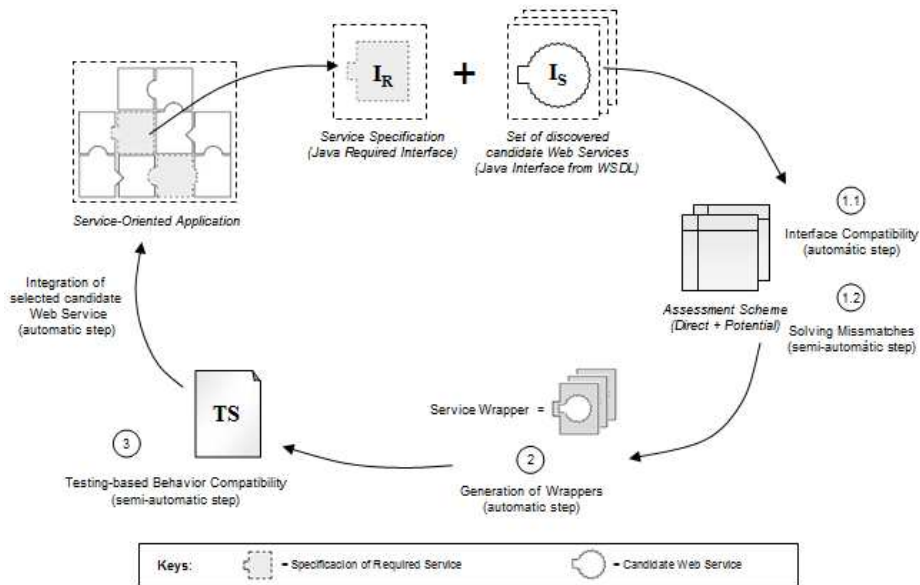 I_R
+
I_S
Service Specification
(Java Required Interface)
Set of discovered
candidate Web Services
(Java Interface from WSDL)
Service-Oriented Application
1.1
Interface Compatibility
(automátic step)
1.2
Solving Missmatches
(semi-automátic step)
Assessment Scheme
(Direct + Potential)
Integration of
selected candidate
Web Service
(automatic step)
Service Wrapper =
2
Generation of Wrappers
(automatic step)
TS
3
Testing-based Behavior Compatibility
(semi-automatic step)
Keys:
= Specificacion of Required Service
= Candidate Web Service